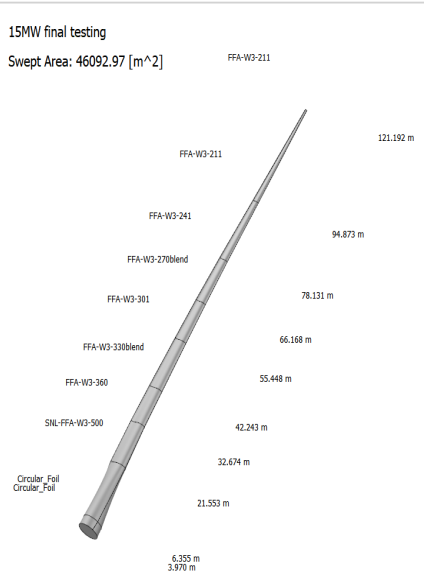 15MW final testing
Swept Area: 46092.97 [m^2]
FFA-W3-211
121.192 m
FFA-W3-211
FFA-W3-241
94.873 m
FFA-W3-270blend
78.131 m
FFA-W3-301
66.168 m
FFA-W3-330blend
55.448 m
FFA-W3-360
SNL-FFA-W3-500
42.243 m
32.674 m
Circular_Foil
Circular_Foil
21.553 m
6.355 m
3.970 m